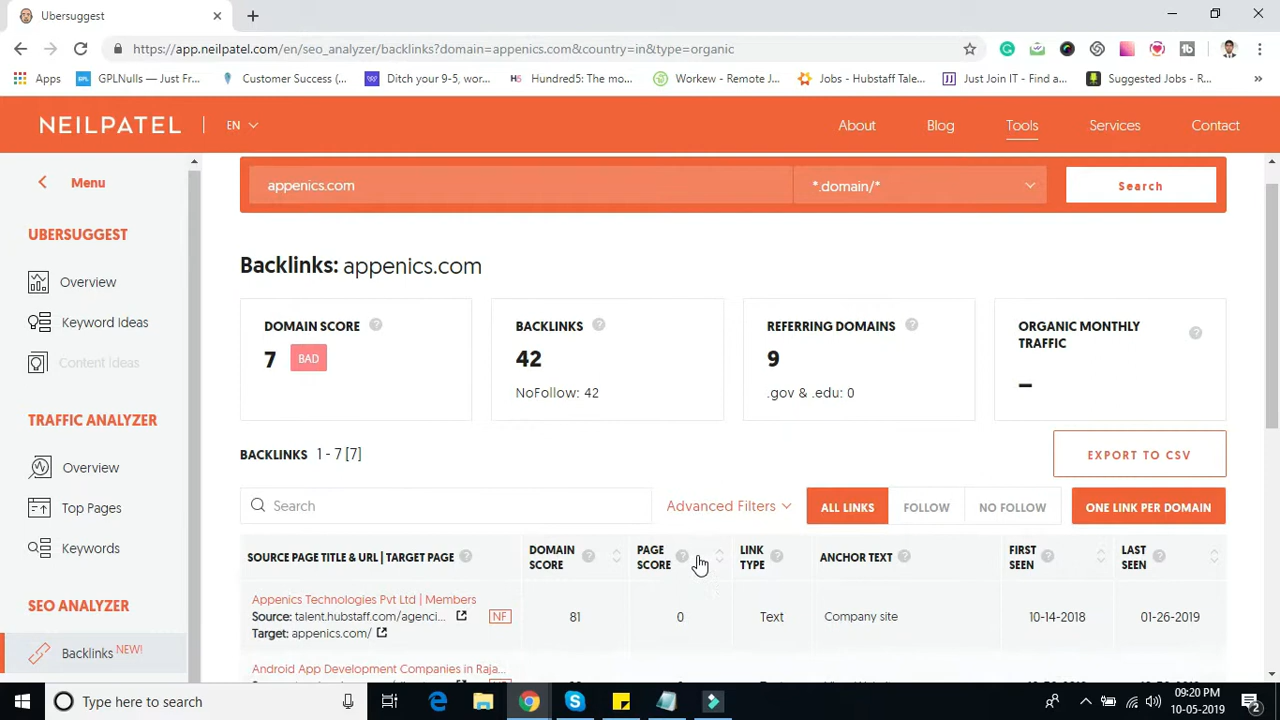 Ubersuggest
https://app.neilpatel.com/en/seo_analyzer/backlinks?domain=appenics.com&country=in&type=organic
Apps
GPLNulls — Just Fr...
Customer Success (...
Ditch your 9-5, wor...
H5
Hundred5: The mo...
Workew - Remote J...
Jobs - Hubstaff Tale...
Just Join IT - Find a...
Suggested Jobs - R...
»
NEILPATEL
EN
About
Blog
Tools
Services
Contact
Menu
appenics.com
*.domain/*
Search
UBERSUGGEST
Overview
Keyword Ideas
Content Ideas
TRAFFIC ANALYZER
Overview
Top Pages
Keywords
SEO ANALYZER
Backlinks NEW!
Backlinks: appenics.com
DOMAIN SCORE ?
7 BAD
BACKLINKS ?
42
NoFollow: 42
REFERRING DOMAINS ?
9
.gov & .edu: 0
ORGANIC MONTHLY
TRAFFIC ?
–
BACKLINKS 1 - 7 [7]
EXPORT TO CSV
Search
Advanced Filters
ALL LINKS
FOLLOW
NO FOLLOW
ONE LINK PER DOMAIN
SOURCE PAGE TITLE & URL | TARGET PAGE ?
DOMAIN
SCORE ?
PAGE
SCORE ?
LINK
TYPE ?
ANCHOR TEXT ?
FIRST
SEEN ?
LAST
SEEN ?
Appenics Technologies Pvt Ltd | Members
Source: talent.hubstaff.com/agenci...
Target: appenics.com/
NF
81
0
Text
Company site
10-14-2018
01-26-2019
Android App Development Companies in Raja...
Type here to search
09:20 PM
10-05-2019
2